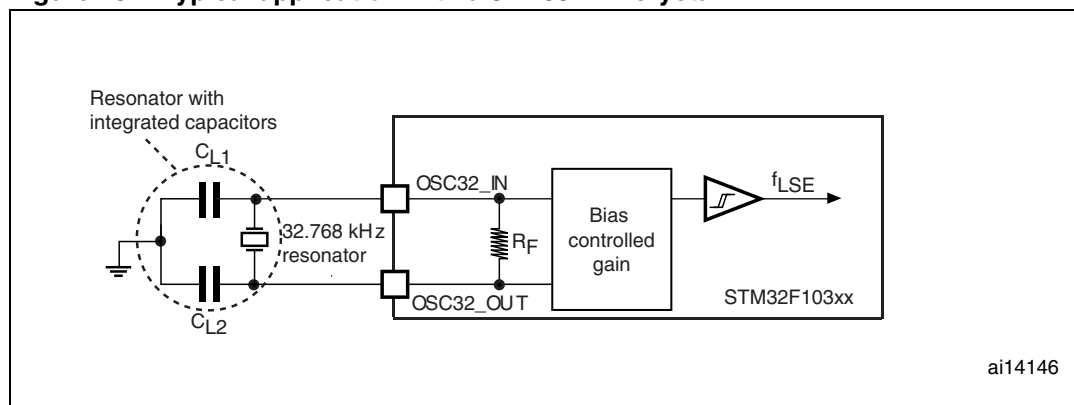 Resonator with
integrated capacitors
CL1
OSC32_IN
fLSE
32.768 kHz
resonator
RF
Bias
controlled
gain
OSC32_OUT
STM32F103xx
CL2
ai14146